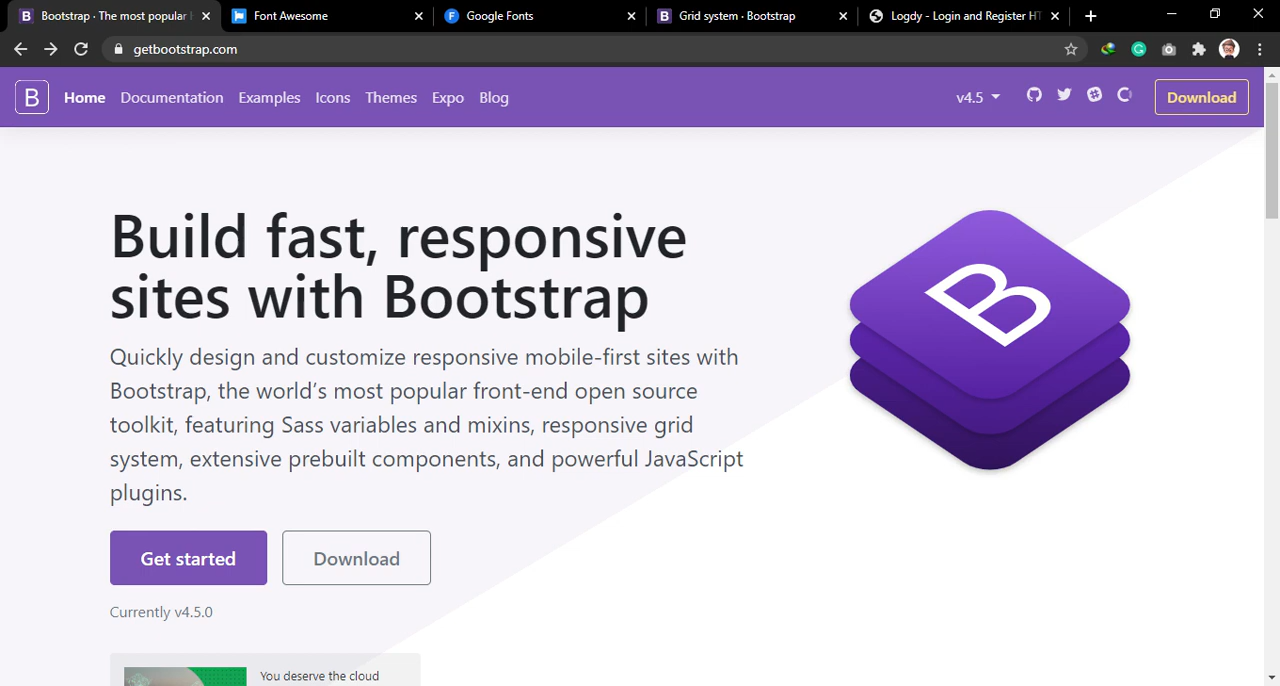 Bootstrap · The most popular
Font Awesome
Google Fonts
Grid system · Bootstrap
Logdy - Login and Register HT
getbootstrap.com
B Home Documentation Examples Icons Themes Expo Blog v4.5 Download
Build fast, responsive
sites with Bootstrap
Quickly design and customize responsive mobile-first sites with
Bootstrap, the world’s most popular front-end open source
toolkit, featuring Sass variables and mixins, responsive grid
system, extensive prebuilt components, and powerful JavaScript
plugins.
B
Get started Download
Currently v4.5.0
You deserve the cloud